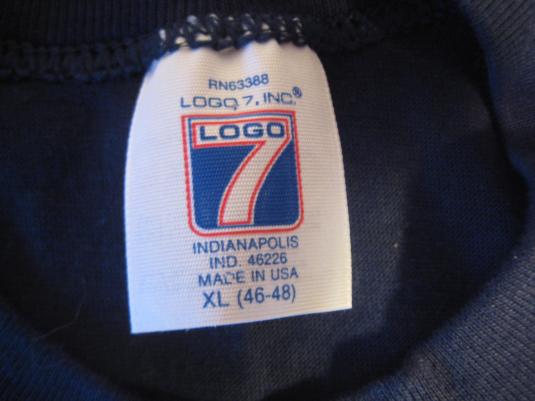 RN63388
LOGO 7, INC.®
LOGO
7
INDIANAPOLIS
IND. 46226
MADE IN USA
XL (46-48)